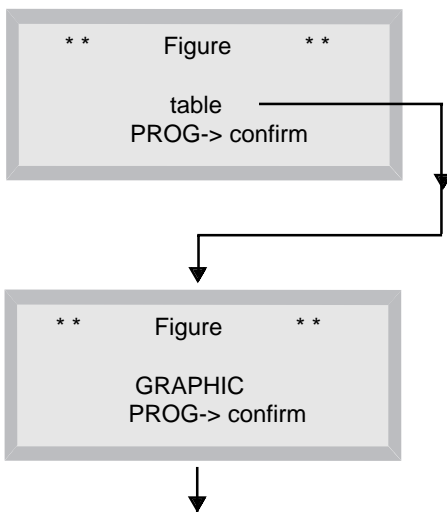 * * Figure * *
table
PROG-> confirm
* * Figure * *
GRAPHIC
PROG-> confirm